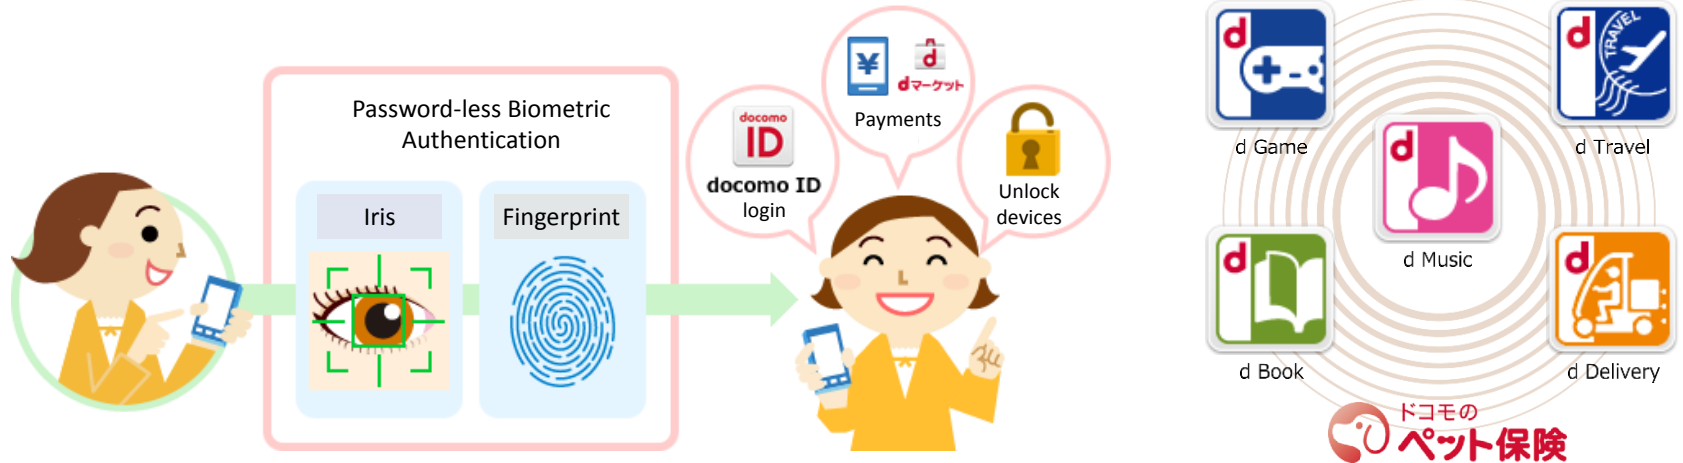 Password-less Biometric
Authentication
Iris
Fingerprint
docomo
ID
docomo ID
login
¥
d
dマーケット
Payments
Unlock
devices
d
d Game
d
TRAVEL
d Travel
d
d Music
d
d Book
d
d Delivery
ドコモの
ペット保険